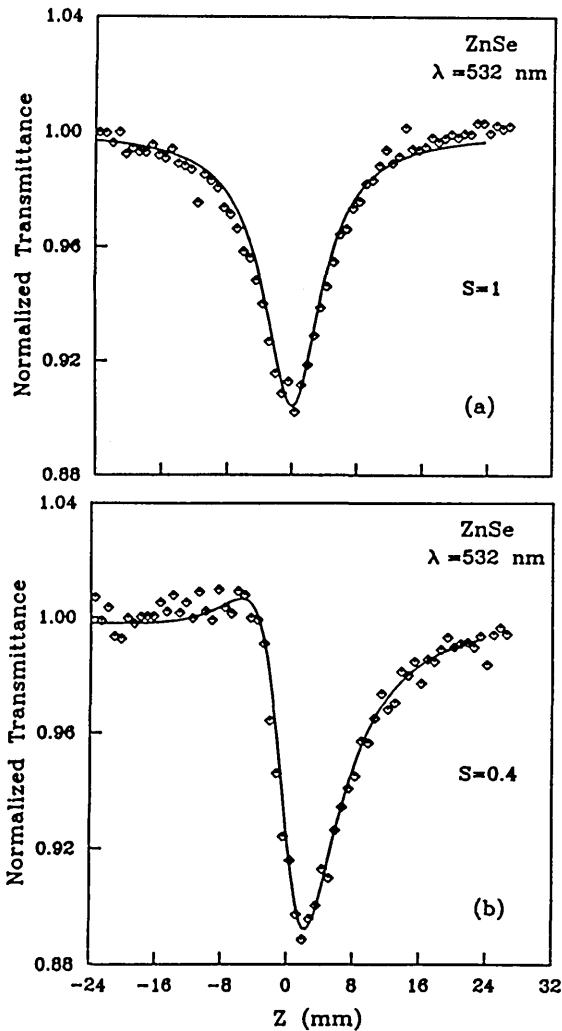 1.04
ZnSe
λ =532 nm
1.00
Normalized Transmittance
0.96
S=1
0.92
(a)
0.88
1.04
ZnSe
λ =532 nm
1.00
Normalized Transmittance
0.96
S=0.4
0.92
(b)
0.88
-24 -16 -8 0 8 16 24 32
Z (mm)